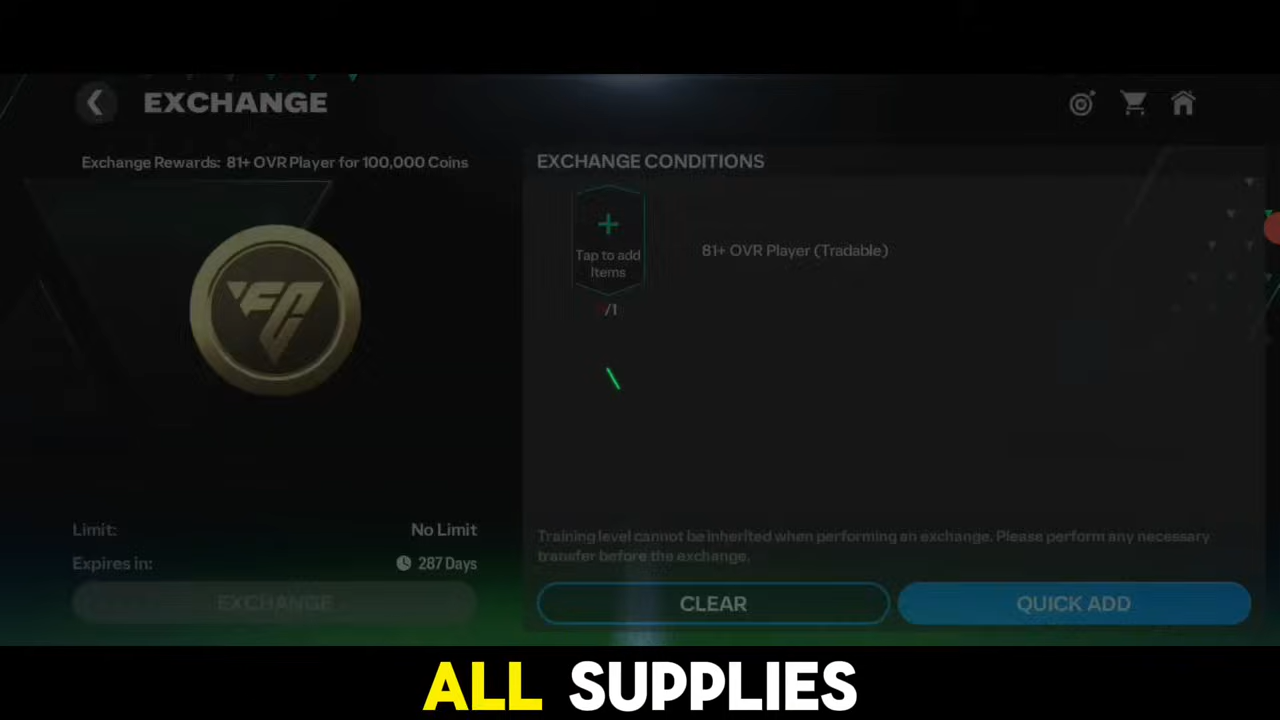 EXCHANGE
Exchange Rewards: 81+ OVR Player for 100,000 Coins
EXCHANGE CONDITIONS
Tap to add
Items
81+ OVR Player (Tradable)
/1
Limit: No Limit
Expires in: 287 Days
EXCHANGE
Training level cannot be inherited when performing an exchange. Please perform any necessary
transfer before the exchange.
CLEAR
QUICK ADD
ALL SUPPLIES